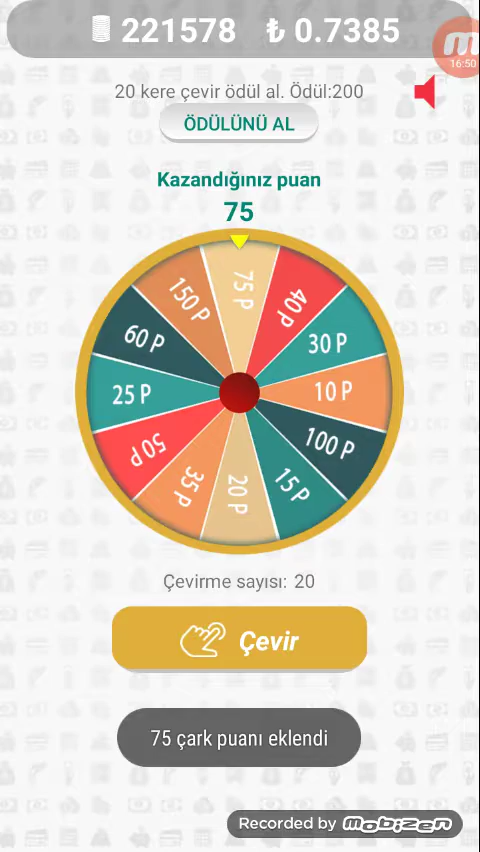 221578 ₺ 0.7385
16:50
20 kere çevir ödül al. Ödül:200
ÖDÜLÜNÜ AL
Kazandığınız puan
75
75 P
40 P
30 P
10 P
100 P
15 P
20 P
35 P
50 P
25 P
60 P
150 P
Çevirme sayısı: 20
Çevir
75 çark puanı eklendi
Recorded by mobizen